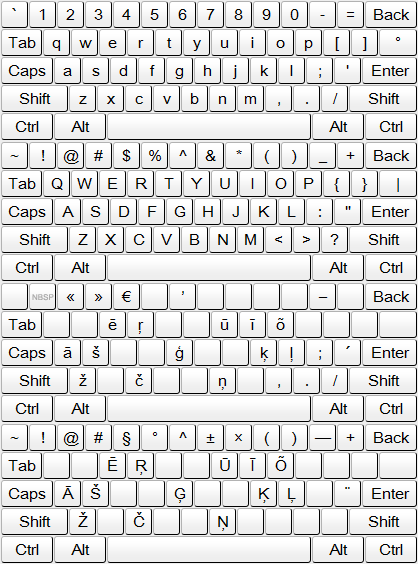 ` 1 2 3 4 5 6 7 8 9 0 - = Back
Tab q w e r t y u i o p [ ] °
Caps a s d f g h j k l ; ' Enter
Shift z x c v b n m , . / Shift
Ctrl Alt Alt Ctrl
~ ! @ # $ % ^ & * ( ) _ + Back
Tab Q W E R T Y U I O P { } |
Caps A S D F G H J K L : " Enter
Shift Z X C V B N M < > ? Shift
Ctrl Alt Alt Ctrl
NBSP « » € ’ – Back
Tab ē ŗ ū ī õ
Caps ā š ģ ķ ļ ; ´ Enter
Shift ž č ņ , . / Shift
Ctrl Alt Alt Ctrl
~ ! @ # § ° ^ ± × ( ) — + Back
Tab Ē Ŗ Ū Ī Õ
Caps Ā Š Ģ Ķ Ļ ¨ Enter
Shift Ž Č Ņ Shift
Ctrl Alt Alt Ctrl